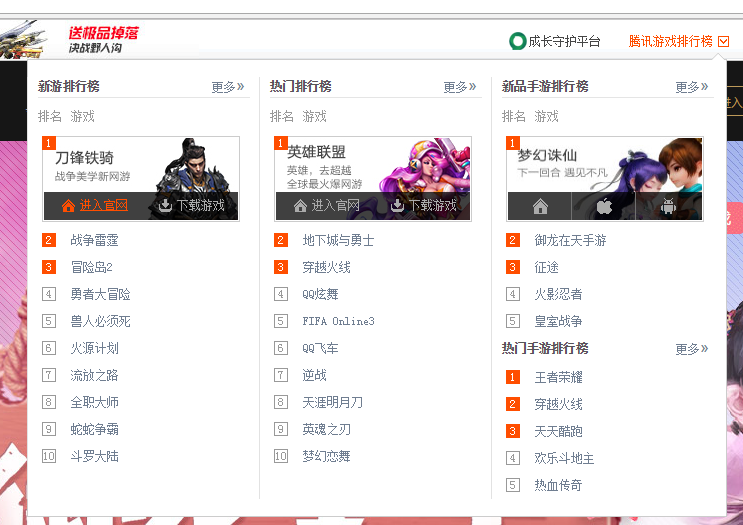 送极品掉落
决战野人沟
成长守护平台
腾讯游戏排行榜
新游排行榜 更多»
排名 游戏
1
刀锋铁骑
战争美学新网游
进入官网 下载游戏
2 战争雷霆
3 冒险岛2
4 勇者大冒险
5 兽人必须死
6 火源计划
7 流放之路
8 全职大师
9 蛇蛇争霸
10 斗罗大陆
热门排行榜 更多»
排名 游戏
1
英雄联盟
英雄，去超越
全球最火爆网游
进入官网 下载游戏
2 地下城与勇士
3 穿越火线
4 QQ炫舞
5 FIFA Online3
6 QQ飞车
7 逆战
8 天涯明月刀
9 英魂之刃
10 梦幻恋舞
新品手游排行榜 更多»
排名 游戏
1
梦幻诛仙
下一回合 遇见不凡
2 御龙在天手游
3 征途
4 火影忍者
5 皇室战争
热门手游排行榜 更多»
1 王者荣耀
2 穿越火线
3 天天酷跑
4 欢乐斗地主
5 热血传奇
进入